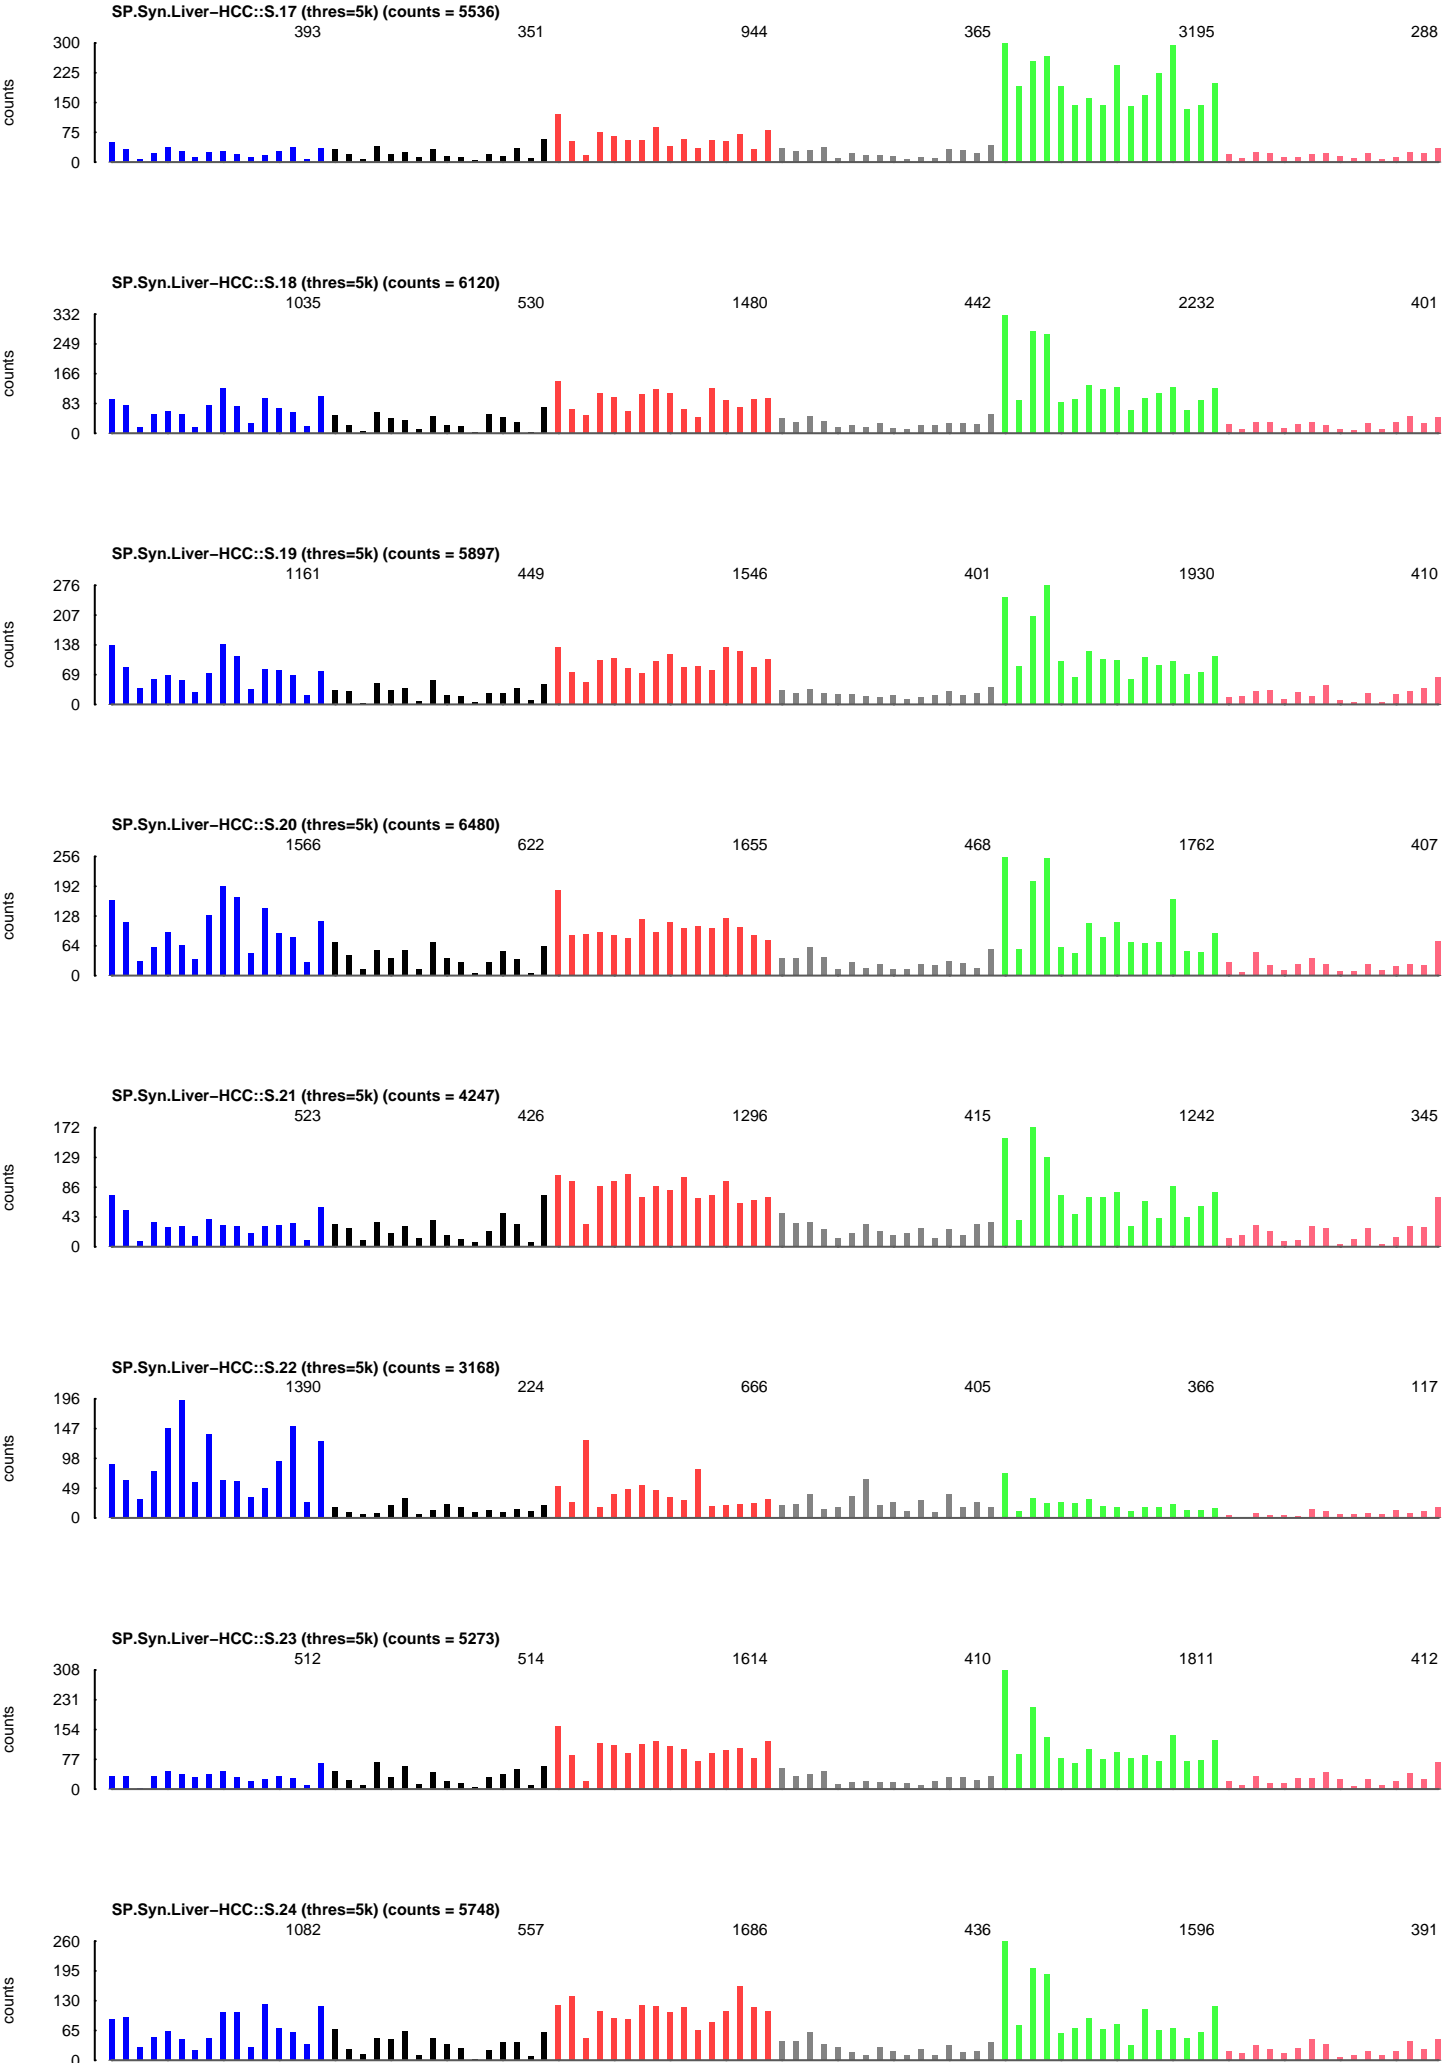 SP.Syn.Liver−HCC::S.17 (thres=5k) (counts = 5536)
393 351 944 365 3195 288
300
225
150
75
0
counts
SP.Syn.Liver−HCC::S.18 (thres=5k) (counts = 6120)
1035 530 1480 442 2232 401
332
249
166
83
0
counts
SP.Syn.Liver−HCC::S.19 (thres=5k) (counts = 5897)
1161 449 1546 401 1930 410
276
207
138
69
0
counts
SP.Syn.Liver−HCC::S.20 (thres=5k) (counts = 6480)
1566 622 1655 468 1762 407
256
192
128
64
0
counts
SP.Syn.Liver−HCC::S.21 (thres=5k) (counts = 4247)
523 426 1296 415 1242 345
172
129
86
43
0
counts
SP.Syn.Liver−HCC::S.22 (thres=5k) (counts = 3168)
1390 224 666 405 366 117
196
147
98
49
0
counts
SP.Syn.Liver−HCC::S.23 (thres=5k) (counts = 5273)
512 514 1614 410 1811 412
308
231
154
77
0
counts
SP.Syn.Liver−HCC::S.24 (thres=5k) (counts = 5748)
1082 557 1686 436 1596 391
260
195
130
65
0
counts